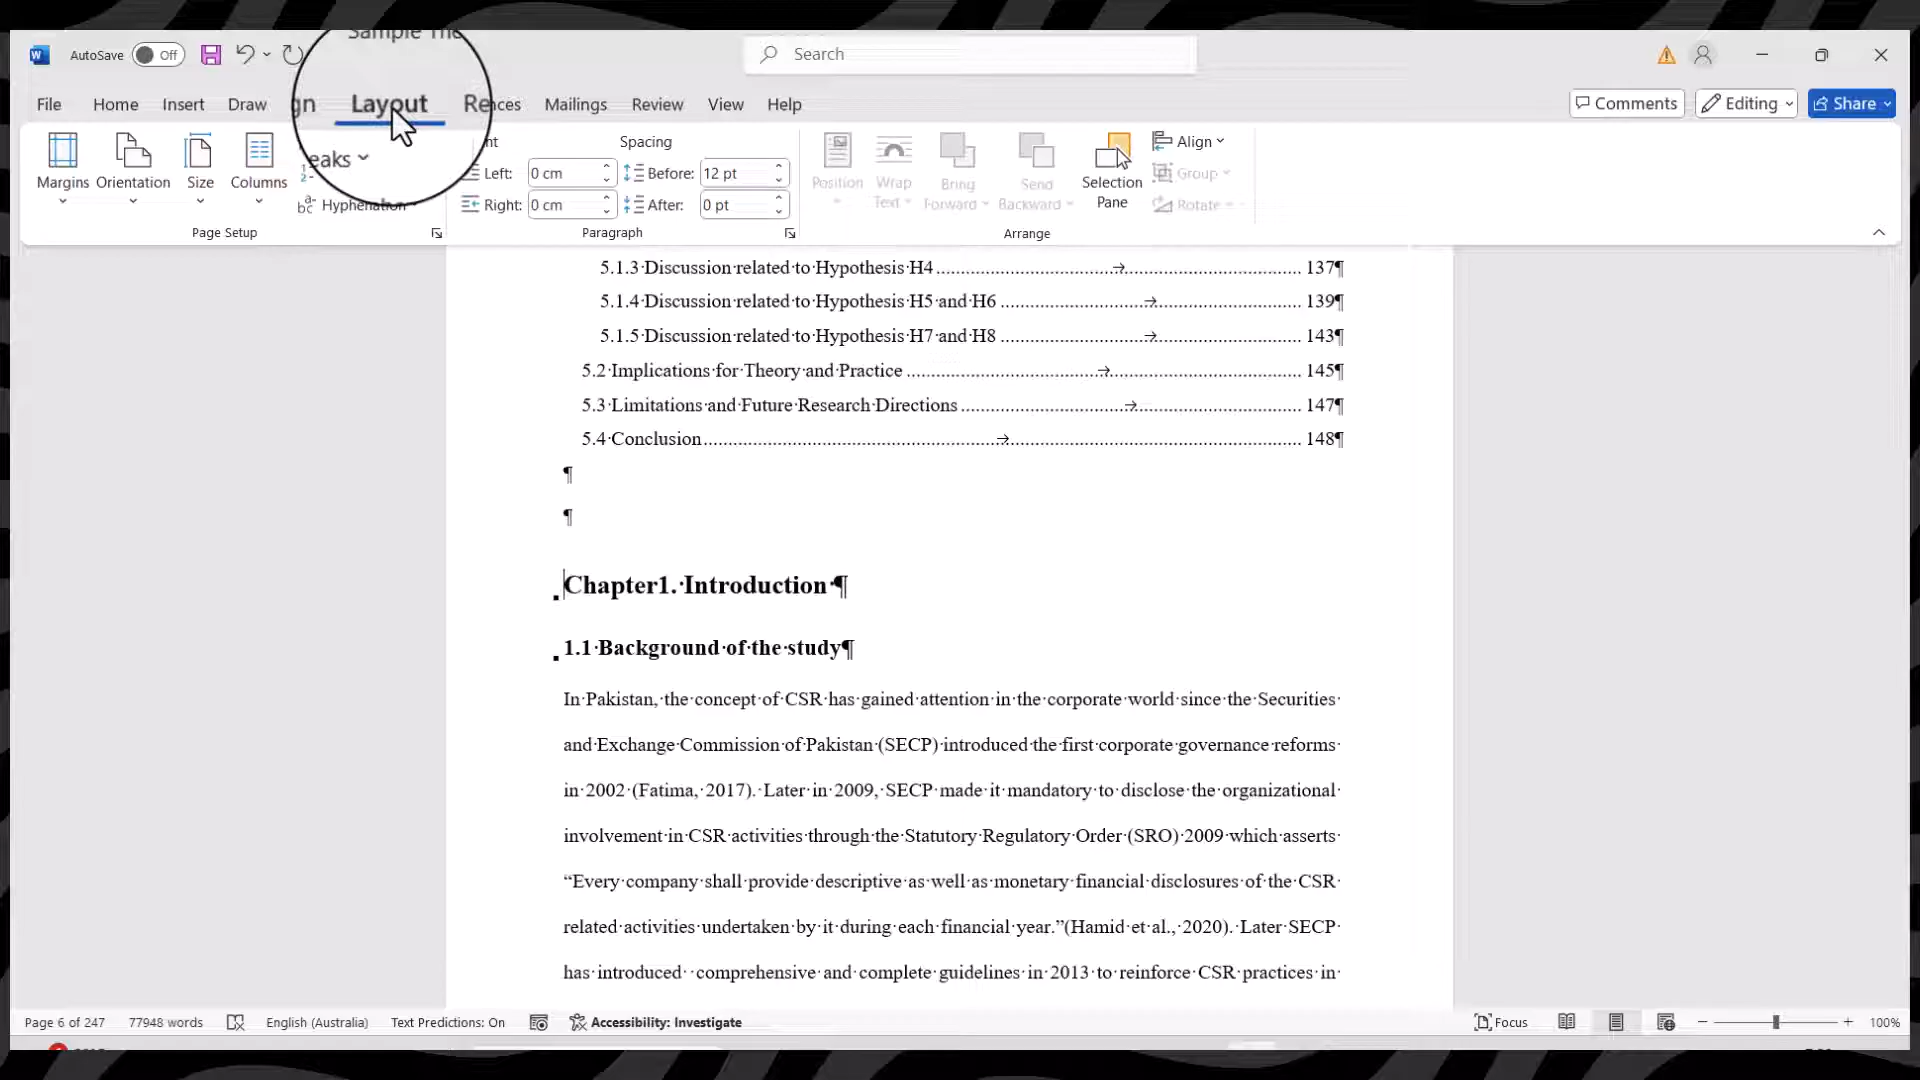 Sample The
AutoSave Off
Search
File Home Insert Draw gn Layout Re nces Mailings Review View Help
Comments Editing Share
Margins Orientation Size Columns eaks
Hyphenation
Page Setup
nt Spacing
Left: 0 cm Before: 12 pt
Right: 0 cm After: 0 pt
Paragraph
Position Wrap Text Bring Forward Send Backward Selection Pane
Align
Group
Rotate
Arrange
5.1.3 Discussion related to Hypothesis H4 137¶
5.1.4 Discussion related to Hypothesis H5 and H6 139¶
5.1.5 Discussion related to Hypothesis H7 and H8 143¶
5.2 Implications for Theory and Practice 145¶
5.3 Limitations and Future Research Directions 147¶
5.4 Conclusion 148¶
¶
¶
Chapter1. Introduction ¶
1.1 Background of the study¶
In Pakistan, the concept of CSR has gained attention in the corporate world since the Securities
and Exchange Commission of Pakistan (SECP) introduced the first corporate governance reforms
in 2002 (Fatima, 2017). Later in 2009, SECP made it mandatory to disclose the organizational
involvement in CSR activities through the Statutory Regulatory Order (SRO) 2009 which asserts
“Every company shall provide descriptive as well as monetary financial disclosures of the CSR
related activities undertaken by it during each financial year.”(Hamid et al., 2020). Later SECP
has introduced comprehensive and complete guidelines in 2013 to reinforce CSR practices in
Page 6 of 247 77948 words English (Australia) Text Predictions: On Accessibility: Investigate Focus 100%